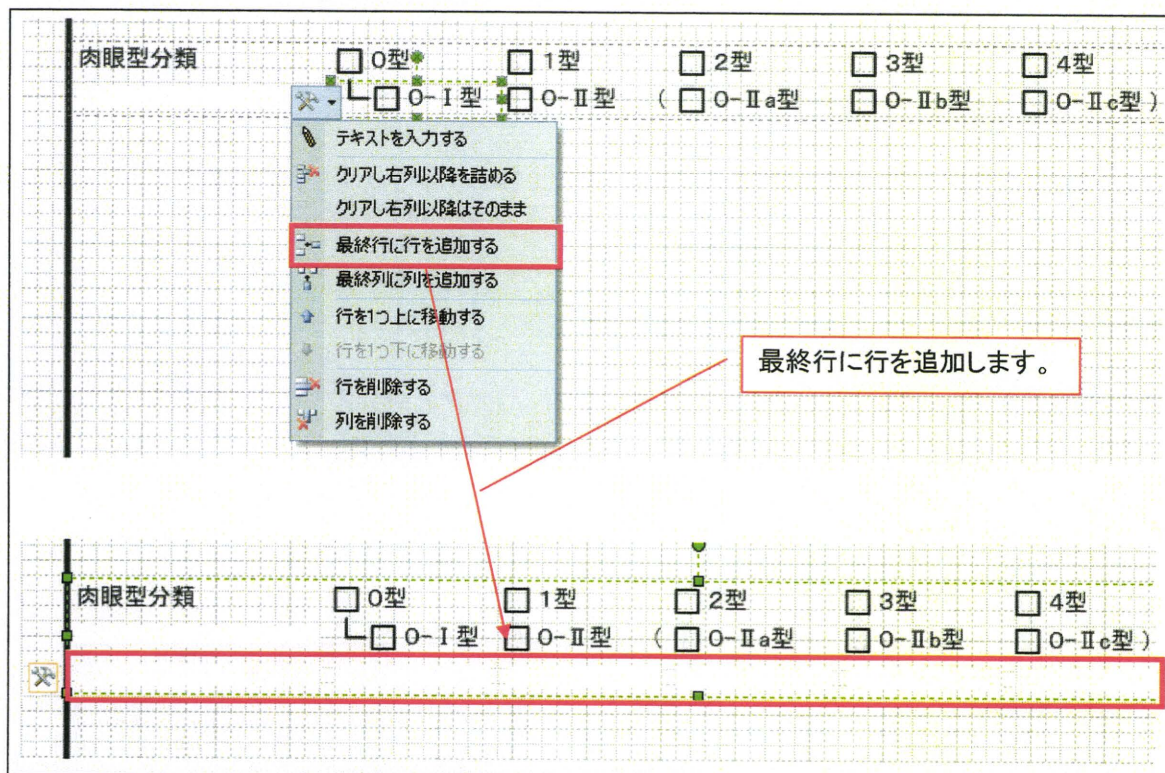 肉眼型分類 0型 1型 2型 3型 4型
0-Ⅰ型 0-Ⅱ型 ( 0-Ⅱa型 0-Ⅱb型 0-Ⅱc型 )
テキストを入力する
クリアし右列以降を詰める
クリアし右列以降はそのまま
最終行に行を追加する
最終列に列を追加する
行を1つ上に移動する
行を1つ下に移動する
行を削除する
列を削除する
最終行に行を追加します。
肉眼型分類 0型 1型 2型 3型 4型
0-Ⅰ型 0-Ⅱ型 ( 0-Ⅱa型 0-Ⅱb型 0-Ⅱc型 )